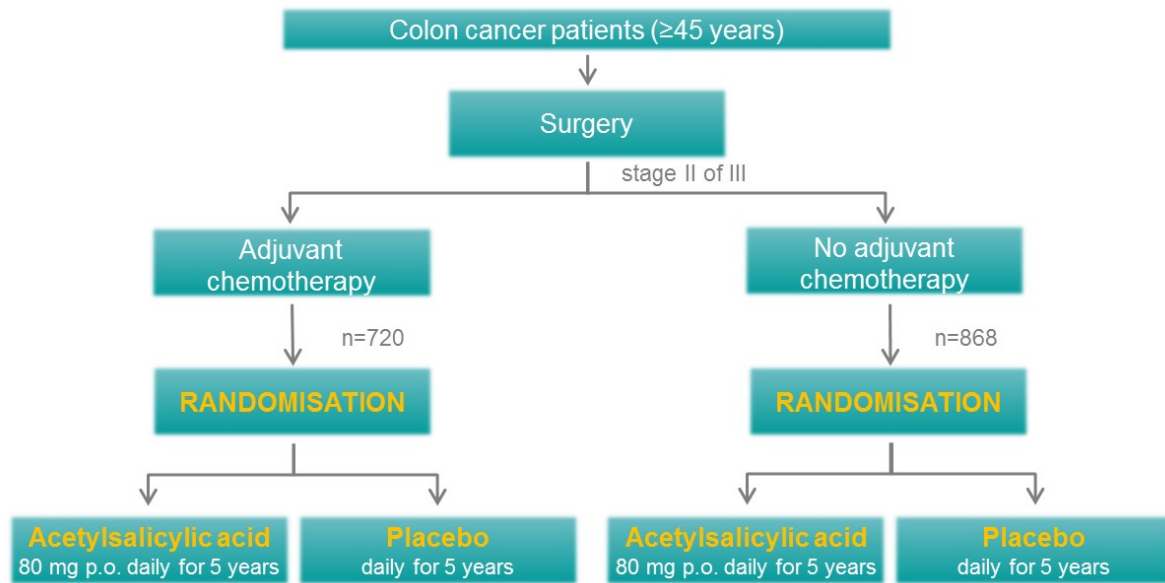 Colon cancer patients (≥45 years)
Surgery
stage II of III
Adjuvant
chemotherapy
No adjuvant
chemotherapy
n=720
n=868
RANDOMISATION
RANDOMISATION
Acetylsalicylic acid
80 mg p.o. daily for 5 years
Placebo
daily for 5 years
Acetylsalicylic acid
80 mg p.o. daily for 5 years
Placebo
daily for 5 years